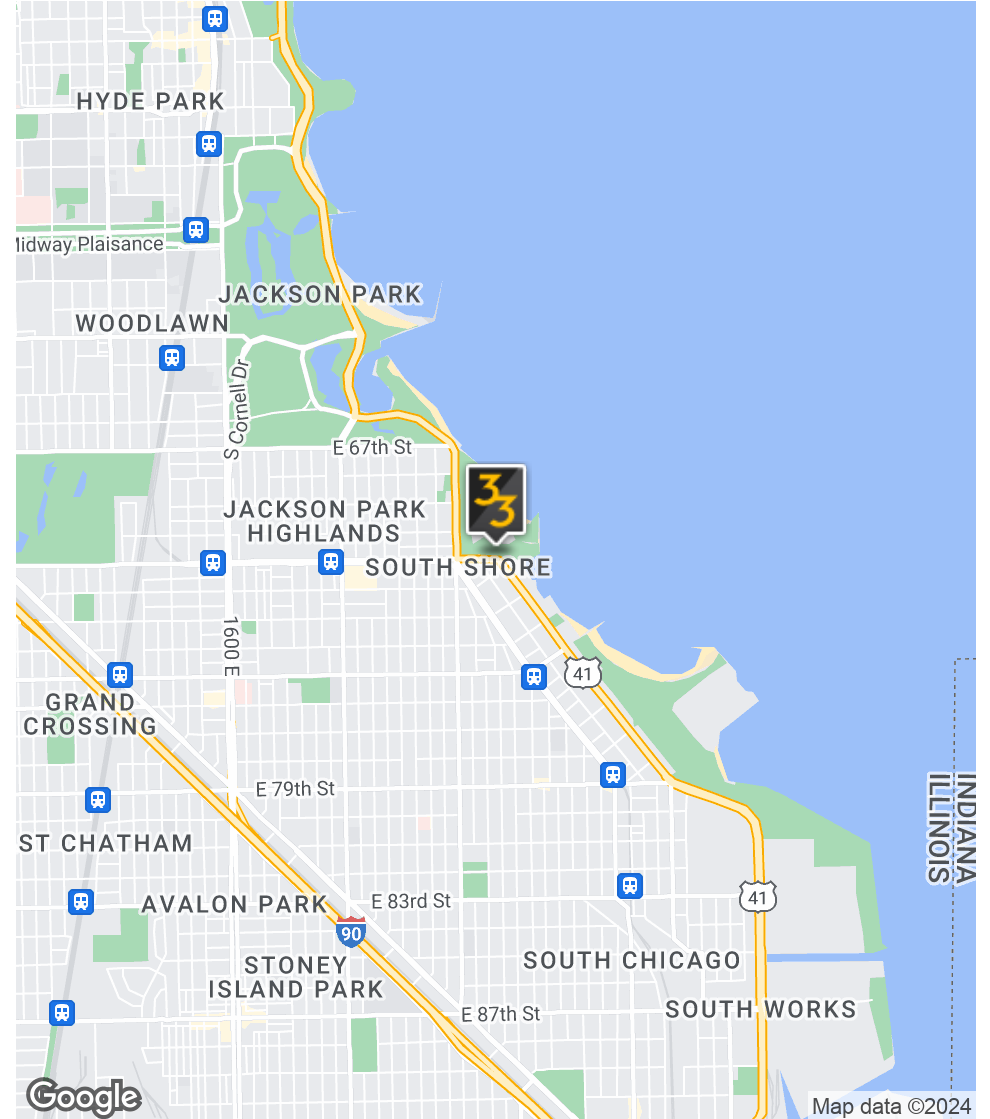 HYDE PARK
Midway Plaisance
JACKSON PARK
WOODLAWN
S Cornell Dr
E 67th St
33
JACKSON PARK
HIGHLANDS
SOUTH SHORE
1600 E
41
GRAND
CROSSING
E 79th St
INDIANA
ILLINOIS
ST CHATHAM
E 83rd St
AVALON PARK
41
90
STONEY
ISLAND PARK
SOUTH CHICAGO
SOUTH WORKS
E 87th St
Google
Map data ©2024